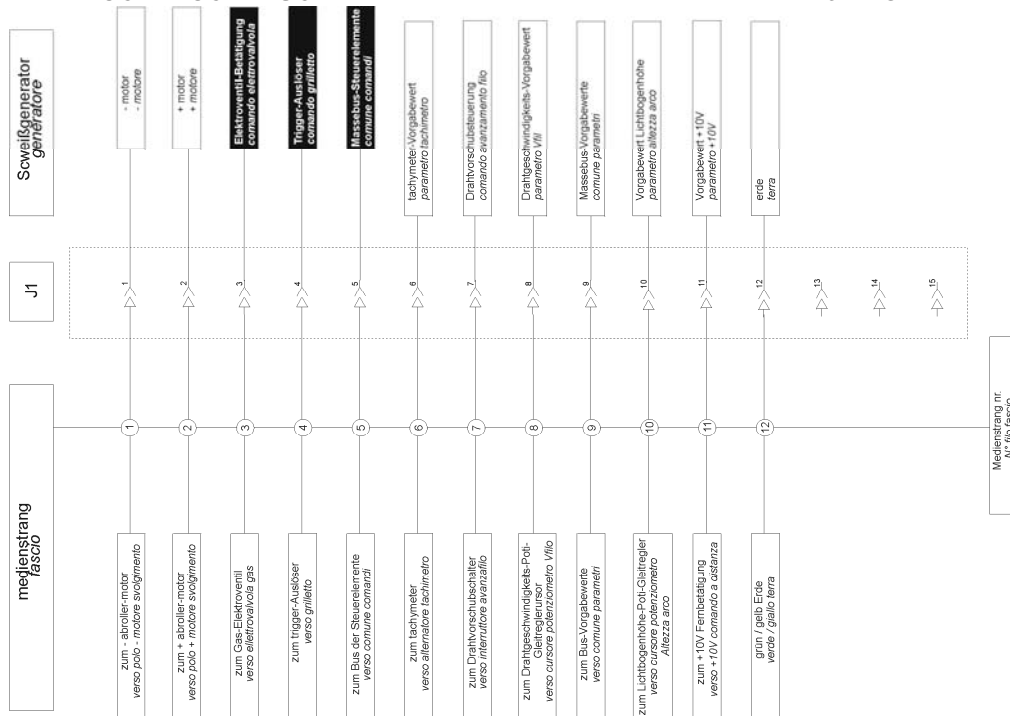 Scweißgenerator
generatore
- motor
- motore
+ motor
+ motore
Elektroventil-Betätigung
comando elettrovalvola
Trigger-Auslöser
comando grilletto
Massebus-Steuerelemente
comune comandi
tachymeter-Vorgabewert
parametro tachimetro
Drahtvorschubsteuerung
comando avanzamento filo
Drahtgeschwindigkeits-Vorgabewert
parametro Vfil
Massebus-Vorgabewerte
comune parametri
Vorgabewert Lichtbogenhöhe
parametro altezza arco
Vorgabewert +10V
parametro +10V
erde
terra
J1
1
2
3
4
5
6
7
8
9
10
11
12
13
14
15
medienstrang
fascio
1
2
3
4
5
6
7
8
9
10
11
12
Medienstrang nr.
N° filo fascio
zum - abroller-motor
verso polo - motore svolgimento
zum + abroller-motor
verso polo + motore svolgimento
zum Gas-Elektroventil
verso ellettrovalvola gas
zum trigger-Auslöser
verso grilletto
zum Bus der Steuerelemente
verso comune comandi
zum tachymeter
verso alternatore tachimetro
zum Drahtvorschubschalter
verso interruttore avanzafilo
zum Drahtgeschwindigkeits-Poti-
Gleitreglerursor
verso cursore potenziometro Vfilo
zum Bus-Vorgabewerte
verso comune parametri
zum Lichtbogenhöhe-Poti-Gleitregler
verso cursore potenziometro
Altezza arco
zum +10V Fernbetätigung
verso +10V comando a distanza
grün / gelb Erde
verde / giallo terra